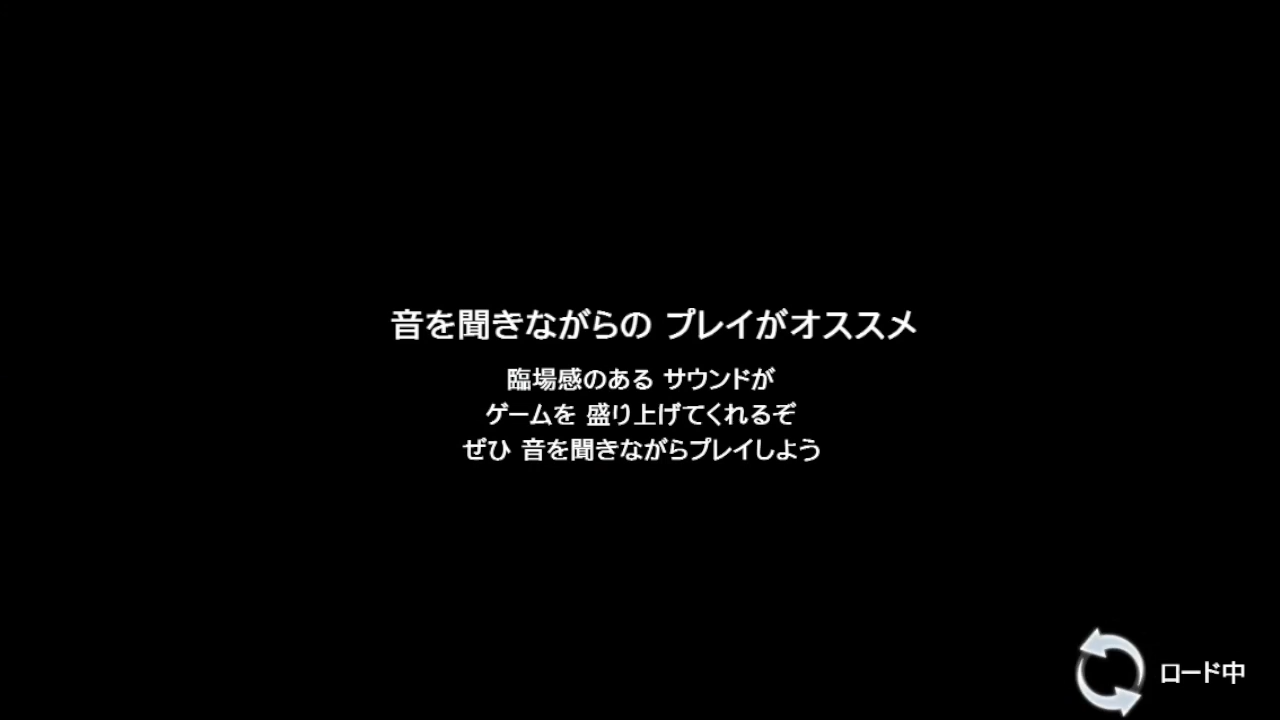 音を聞きながらの プレイがオススメ
臨場感のある サウンドが
ゲームを 盛り上げてくれるぞ
ぜひ 音を聞きながらプレイしよう
ロード中